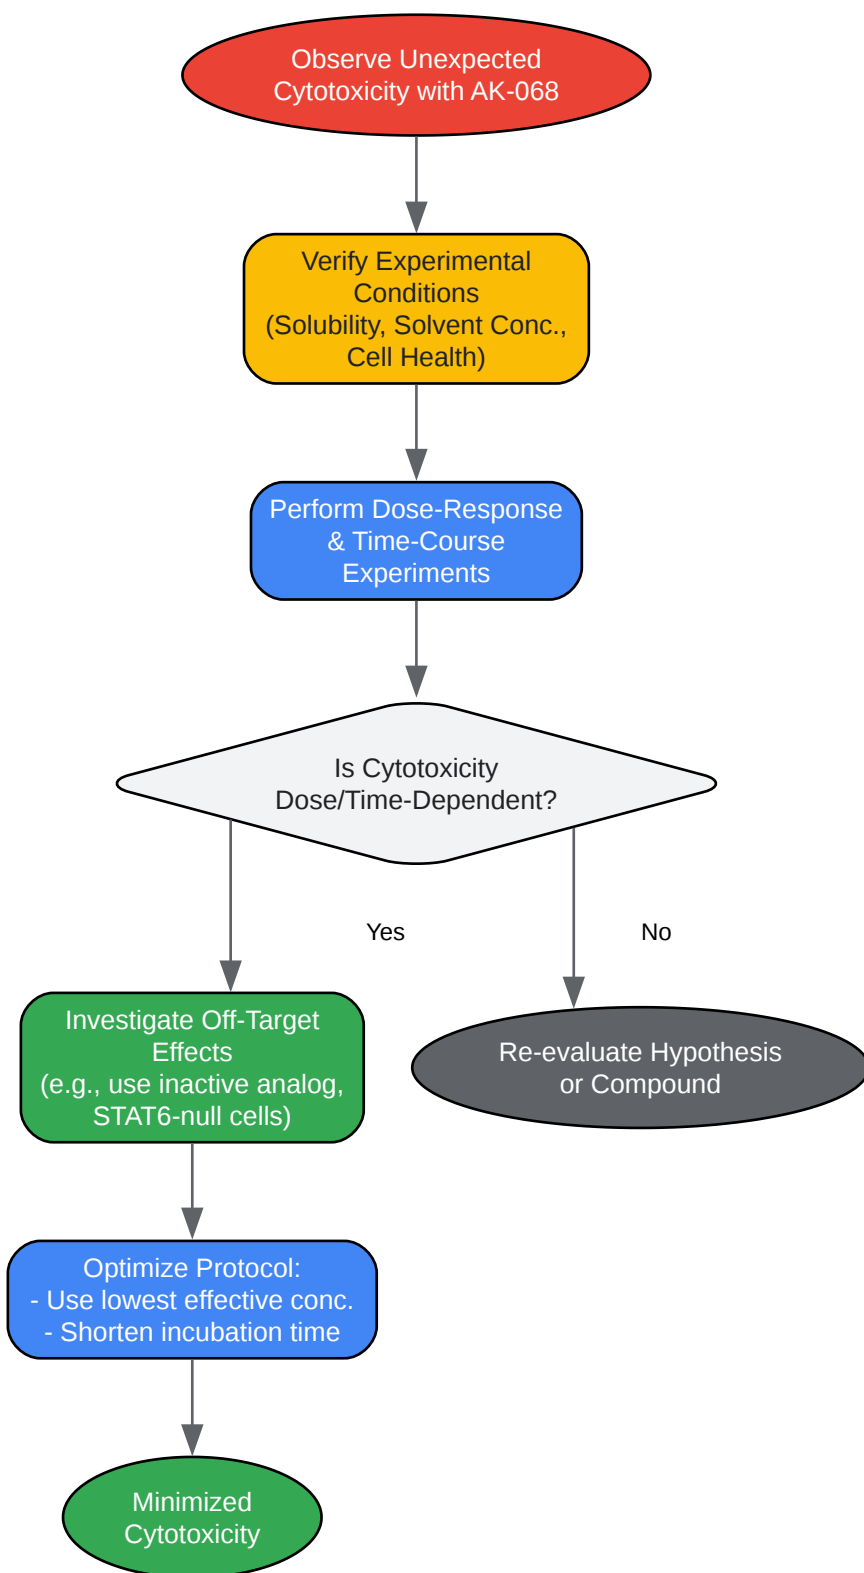 Observe Unexpected
Cytotoxicity with AK-068
Verify Experimental
Conditions
(Solubility, Solvent Conc.,
Cell Health)
Perform Dose-Response
& Time-Course
Experiments
Is Cytotoxicity
Dose/Time-Dependent?
Yes
No
Investigate Off-Target
Effects
(e.g., use inactive analog,
STAT6-null cells)
Re-evaluate Hypothesis
or Compound
Optimize Protocol:
- Use lowest effective conc.
- Shorten incubation time
Minimized
Cytotoxicity